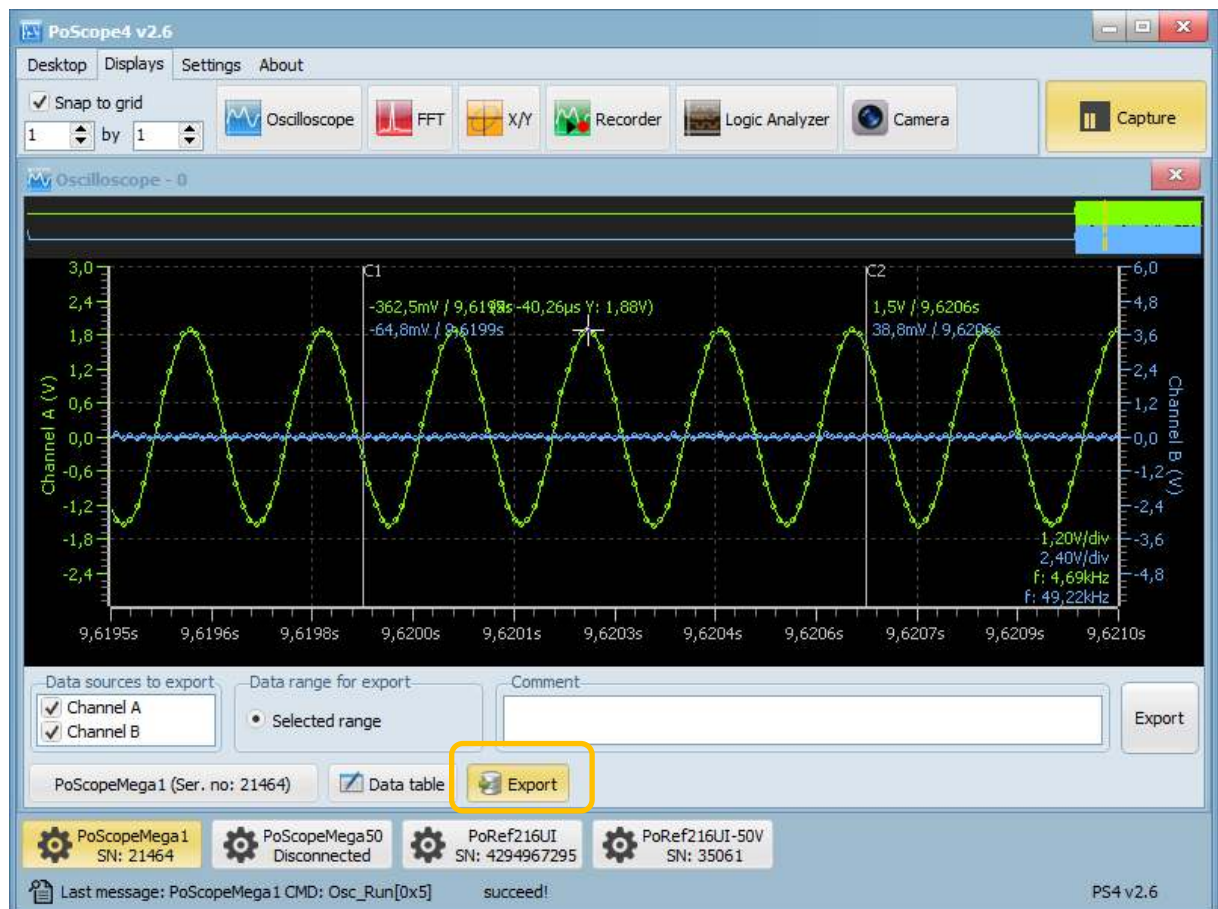 PoScope4 v2.6
Desktop Displays Settings About
Snap to grid
1 by 1
Oscilloscope FFT X/Y Recorder Logic Analyzer Camera Capture
Oscilloscope - 0
C1 C2
-362,5mV / 9,6199s -40,26µs Y: 1,88V) 1,5V / 9,6206s
-64,8mV / 9,6199s 38,8mV / 9,6206s
3,0
2,4
1,8
1,2
0,6
0,0
-0,6
-1,2
-1,8
-2,4
Channel A (V)
6,0
4,8
3,6
2,4
1,2
0,0
-1,2
-2,4
-3,6
-4,8
Channel B (V)
1,20V/div
2,40V/div
f: 4,69kHz
f: 49,22kHz
9,6195s 9,6196s 9,6198s 9,6200s 9,6201s 9,6203s 9,6204s 9,6206s 9,6207s 9,6209s 9,6210s
Data sources to export Data range for export Comment
Channel A
Channel B
Selected range
Export
PoScopeMega1 (Ser. no: 21464) Data table Export
PoScopeMega1 PoScopeMega50 PoRef216UI PoRef216UI-50V
SN: 21464 Disconnected SN: 4294967295 SN: 35061
Last message: PoScopeMega1 CMD: Osc_Run[0x5] succeed! PS4 v2.6